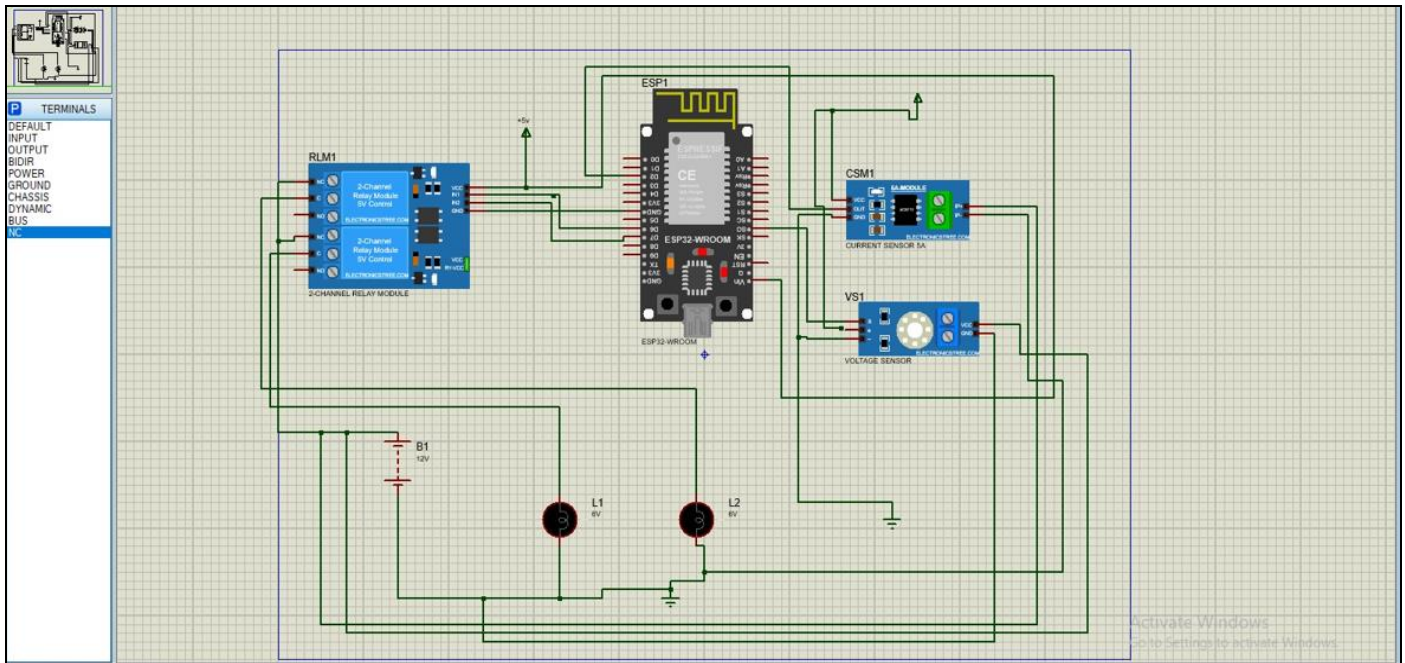 TERMINALS
DEFAULT
INPUT
OUTPUT
BIDIR
POWER
GROUND
CHASSIS
DYNAMIC
BUS
NC
RLM1
2-Channel
Relay Module
5V Control
ELECTRONICSTREE.COM
2-Channel
Relay Module
5V Control
ELECTRONICSTREE.COM
VCC
IN1
IN2
GND
VCC
2-CHANNEL RELAY MODULE
+5v
ESP1
CE
ESP32-WROOM
ESP32-WROOM
CSM1
5A-MODULE
VCC
OUT
GND
ELECTRONICSTREE.COM
CURRENT SENSOR 5A
VS1
VCC
GND
ELECTRONICSTREE.COM
VOLTAGE SENSOR
B1
12V
L1
6V
L2
6V
Activate Windows
Go to Settings to activate Windows.